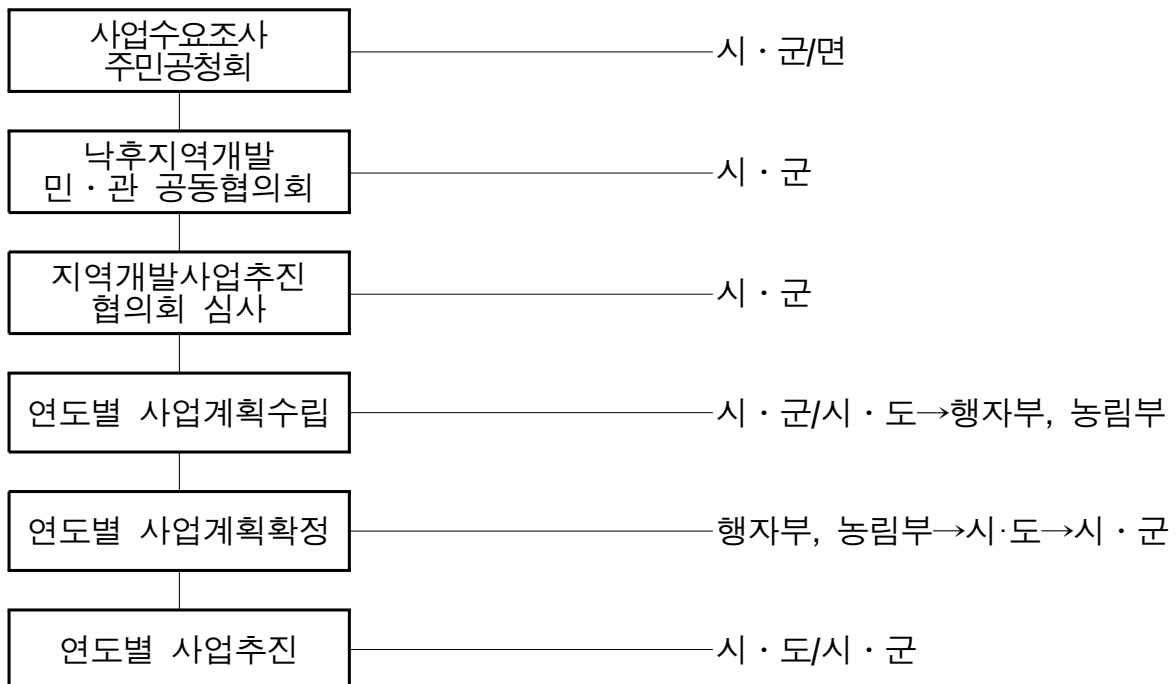 사업수요조사
주민공청회
시・군/면
낙후지역개발
민・관 공동협의회
시・군
지역개발사업추진
협의회 심사
시・군
연도별 사업계획수립
시・군/시・도→행자부, 농림부
연도별 사업계획확정
행자부, 농림부→시·도→시・군
연도별 사업추진
시・도/시・군